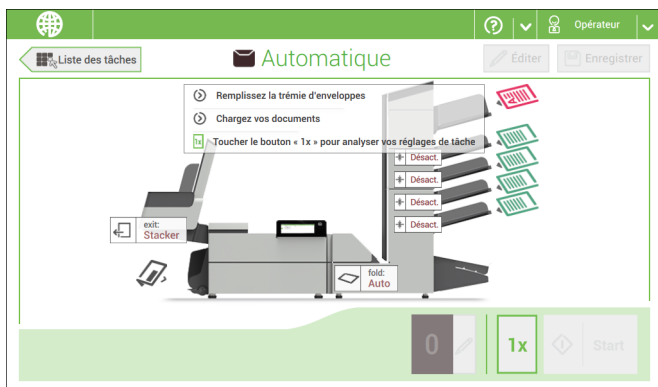 Opérateur
Liste des tâches
Automatique
Éditer
Enregistrer
Remplissez la trémie d'enveloppes
Chargez vos documents
1x Toucher le bouton « 1x » pour analyser vos réglages de tâche
Désact.
Désact.
Désact.
Désact.
exit:
Stacker
fold:
Auto
0
1x
Start